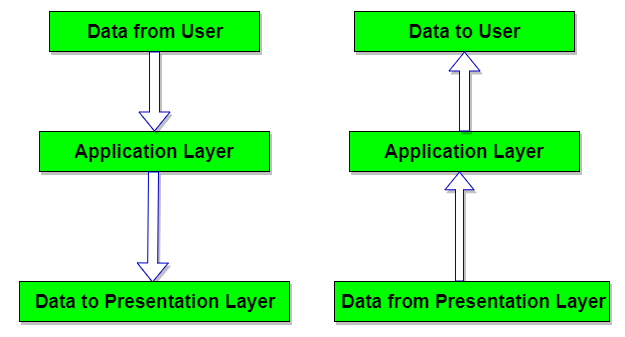 Data from User
Application Layer
Data to Presentation Layer
Data to User
Application Layer
Data from Presentation Layer